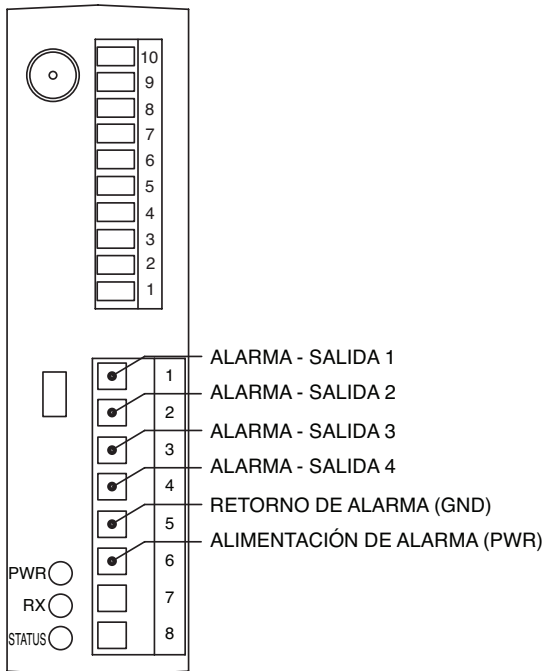 10
9
8
7
6
5
4
3
2
1
1 ALARMA - SALIDA 1
2 ALARMA - SALIDA 2
3 ALARMA - SALIDA 3
4 ALARMA - SALIDA 4
5 RETORNO DE ALARMA (GND)
6 ALIMENTACIÓN DE ALARMA (PWR)
PWR
7
RX
8
STATUS